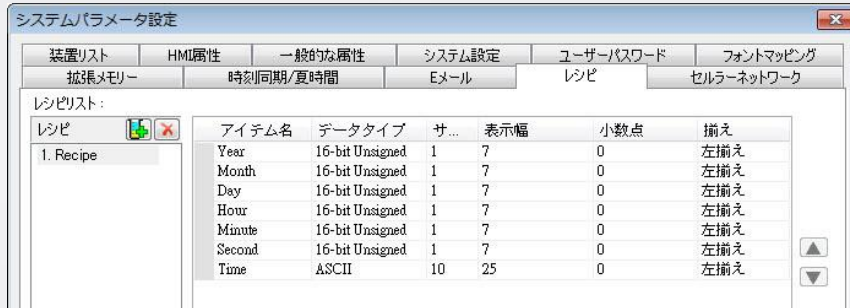 システムパラメータ設定
装置リスト HMI属性 一般的な属性 システム設定 ユーザーパスワード フォントマッピング
拡張メモリー 時刻同期/夏時間 Eメール レシピ セルラーネットワーク
レシピリスト：
レシピ アイテム名 データタイプ サ... 表示幅 小数点 揃え
1. Recipe Year 16-bit Unsigned 1 7 0 左揃え
Month 16-bit Unsigned 1 7 0 左揃え
Day 16-bit Unsigned 1 7 0 左揃え
Hour 16-bit Unsigned 1 7 0 左揃え
Minute 16-bit Unsigned 1 7 0 左揃え
Second 16-bit Unsigned 1 7 0 左揃え
Time ASCII 10 25 0 左揃え